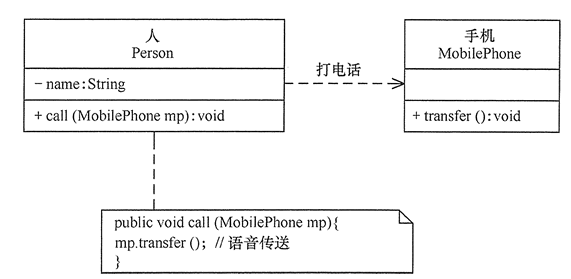 人
Person
- name:String
+ call (MobilePhone mp):void
打电话
手机
MobilePhone
+ transfer ():void
public void call (MobilePhone mp){
mp.transfer (); // 语音传送
}